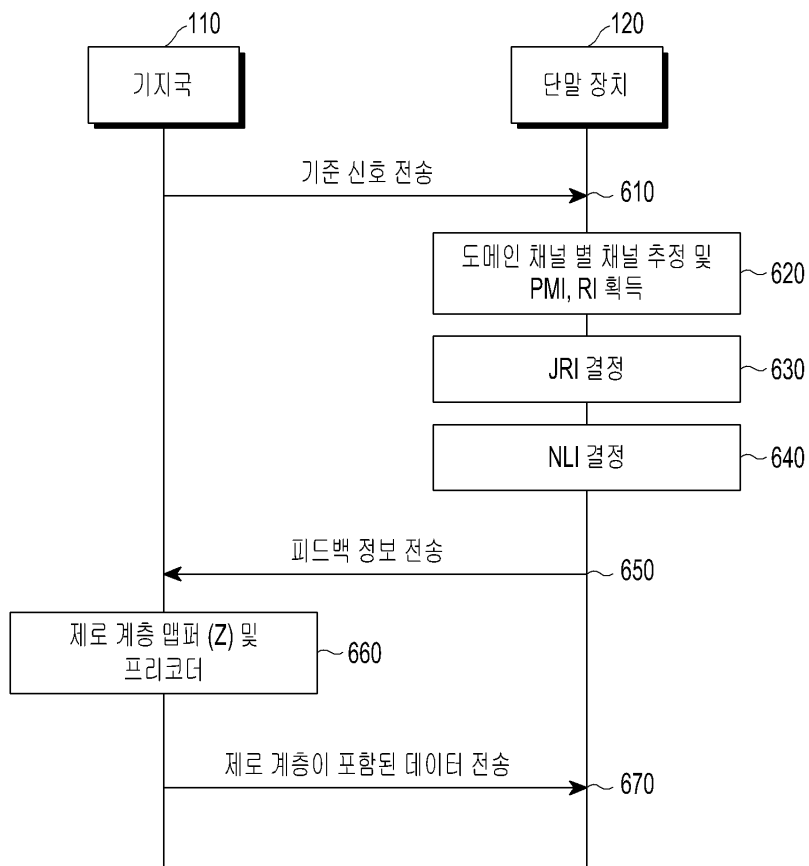 110
120
기지국
단말 장치
기준 신호 전송
610
도메인 채널 별 채널 추정 및
PMI, RI 획득
620
JRI 결정
630
NLI 결정
640
피드백 정보 전송
650
제로 계층 맵퍼 (Z) 및
프리코더
660
제로 계층이 포함된 데이터 전송
670